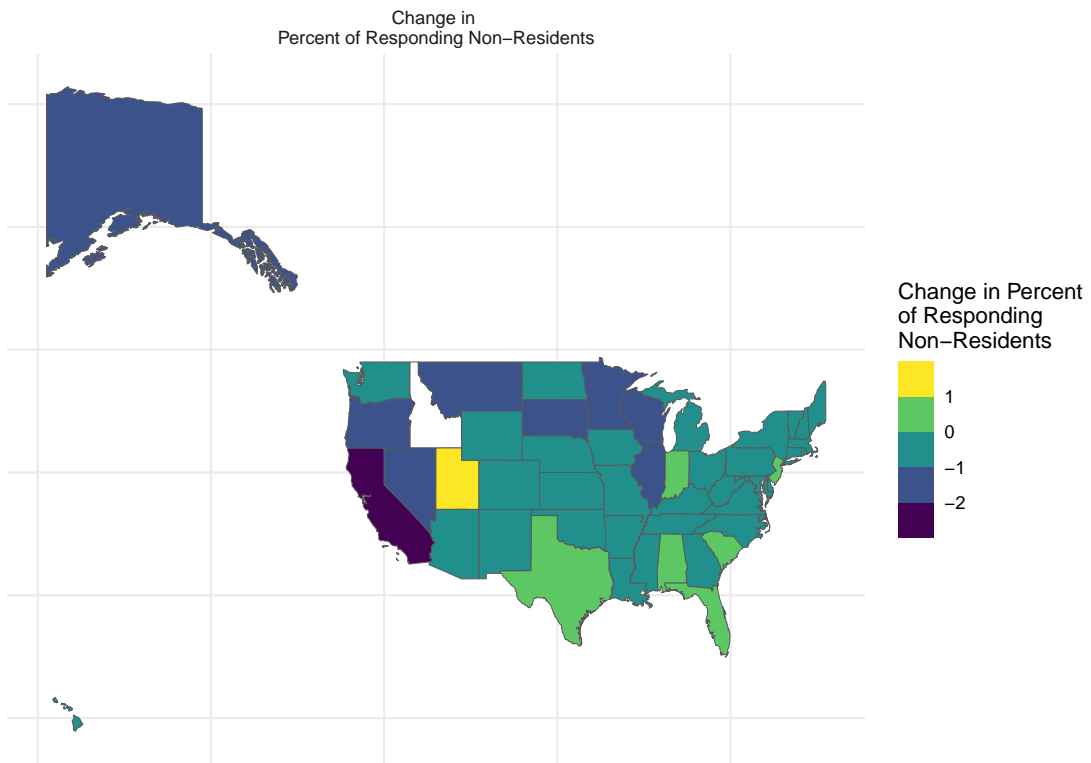 Change in
Percent of Responding Non−Residents
Change in Percent
of Responding
Non−Residents
1
0
−1
−2